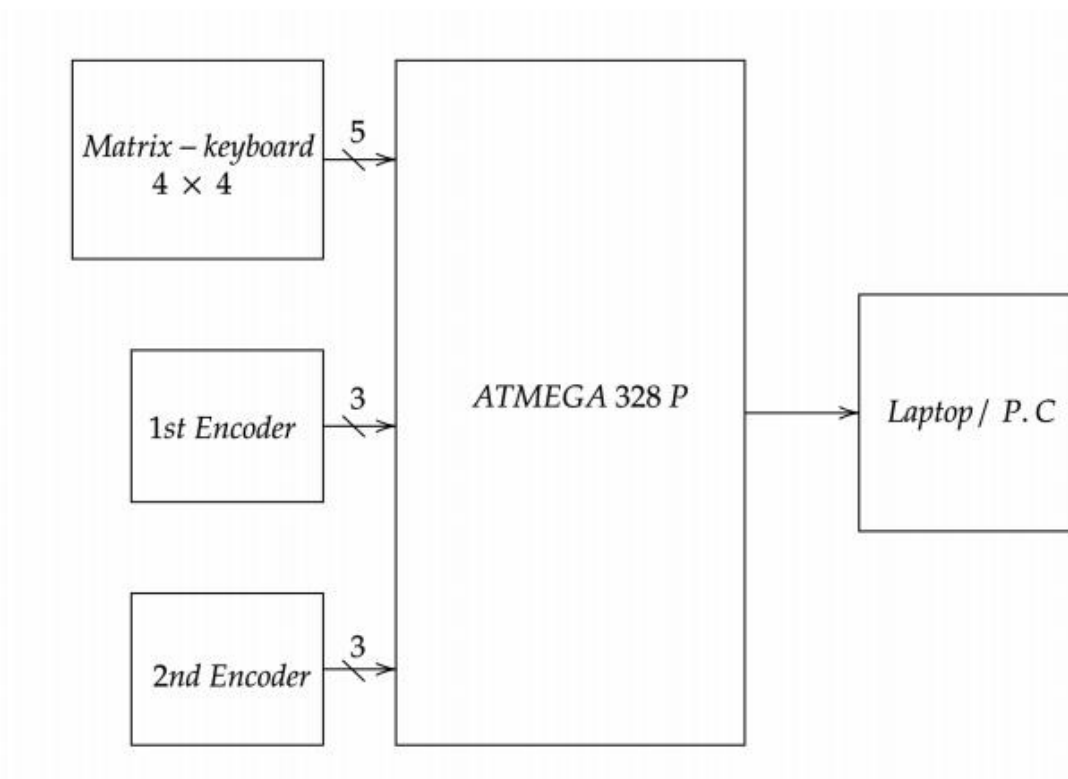 Matrix – keyboard
4 × 4
5
1st Encoder
3
2nd Encoder
3
ATMEGA 328 P
Laptop / P. C